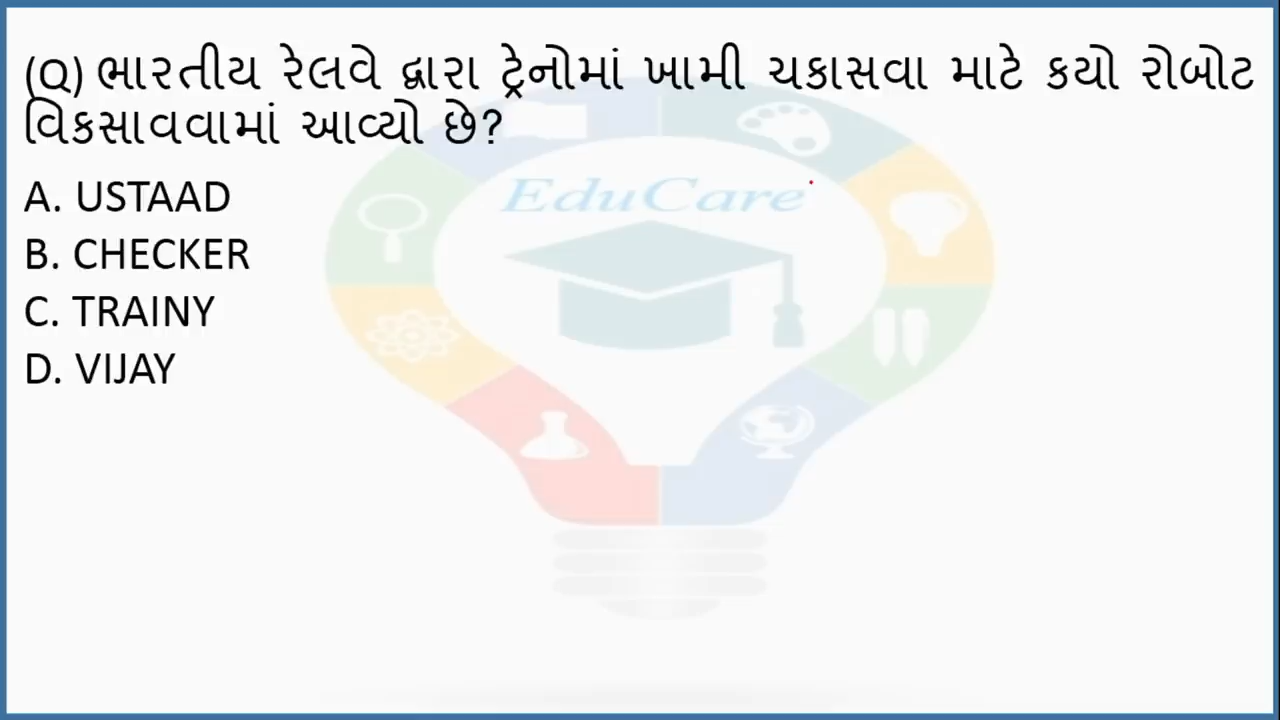 (Q) ભારતીય રેલવે દ્વારા ટ્રેનોમાં ખામી ચકાસવા માટે કયો રોબોટ
વિકસાવવામાં આવ્યો છે?
EduCare
A. USTAAD
B. CHECKER
C. TRAINY
D. VIJAY